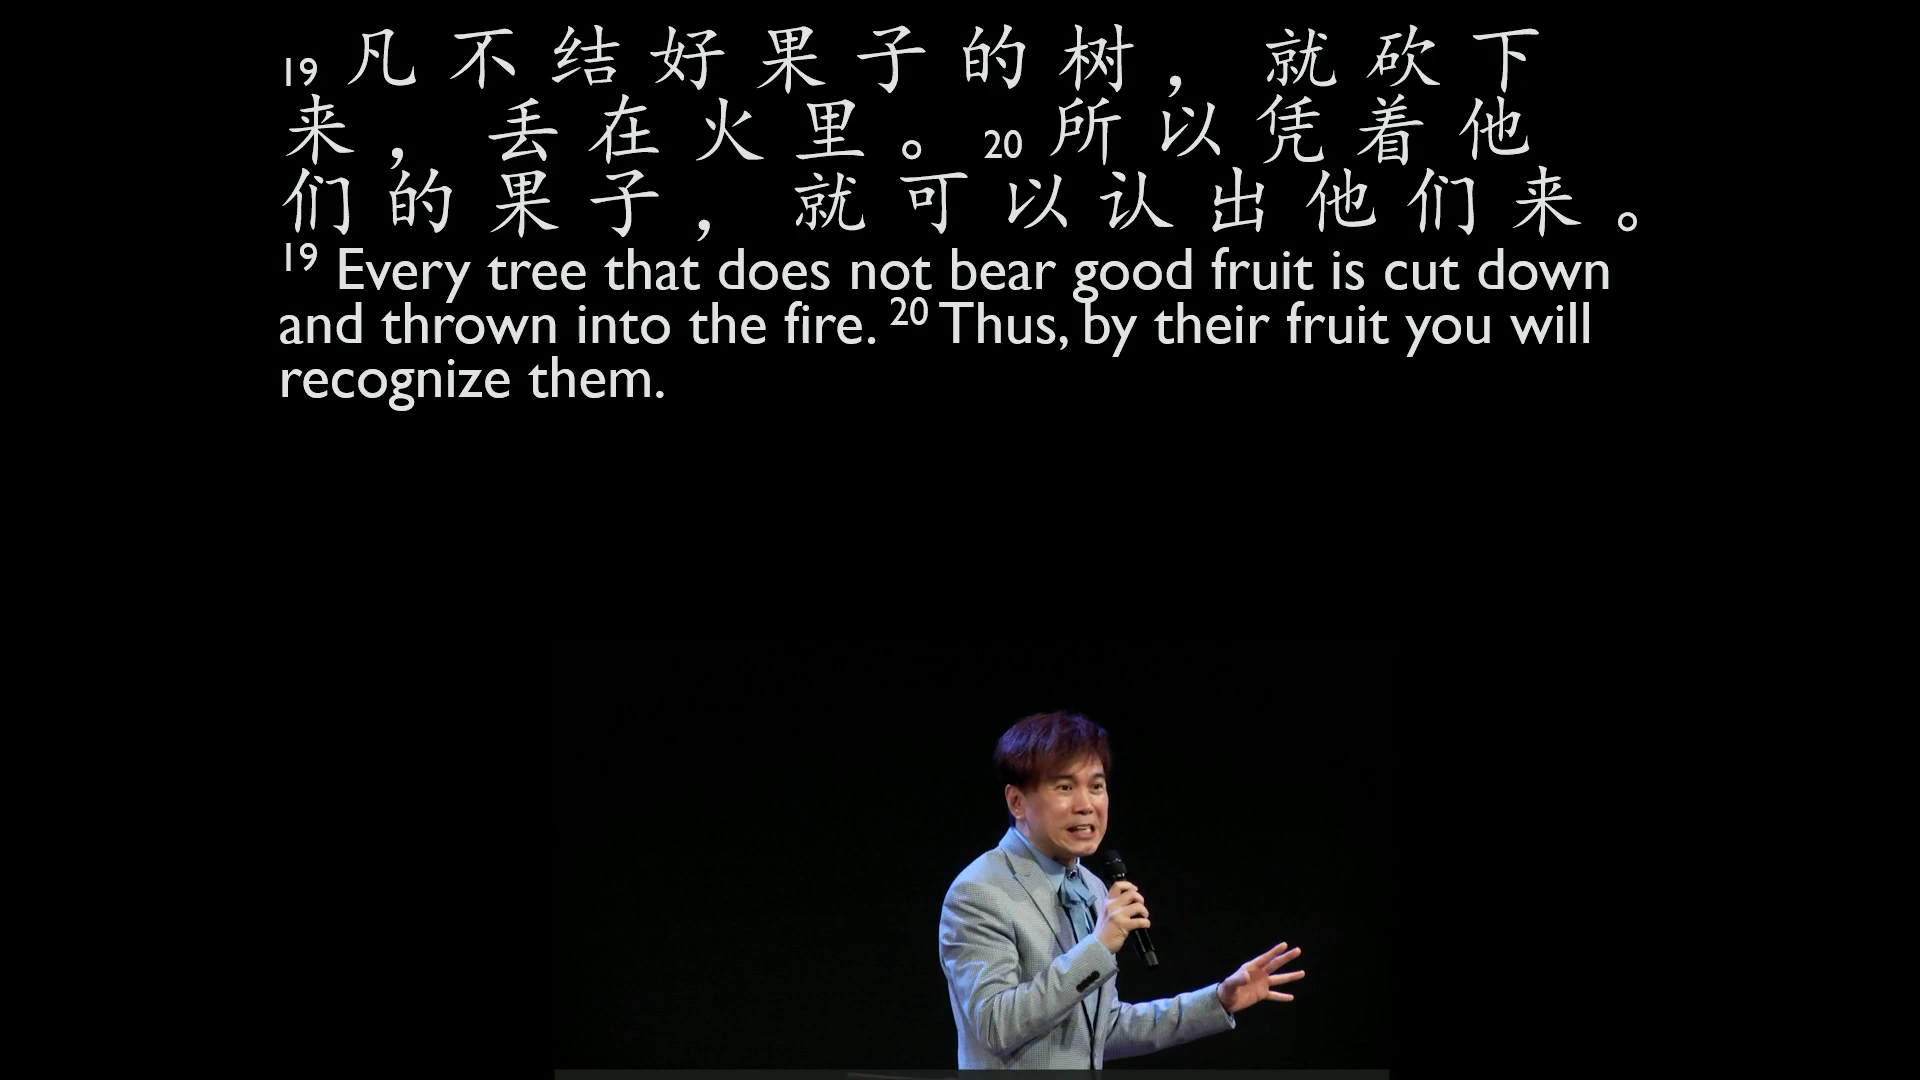 19 凡不结好果子的树，就砍下
来，丢在火里。20 所以凭着他
们的果子，就可以认出他们来。
19 Every tree that does not bear good fruit is cut down
and thrown into the fire. 20 Thus, by their fruit you will
recognize them.